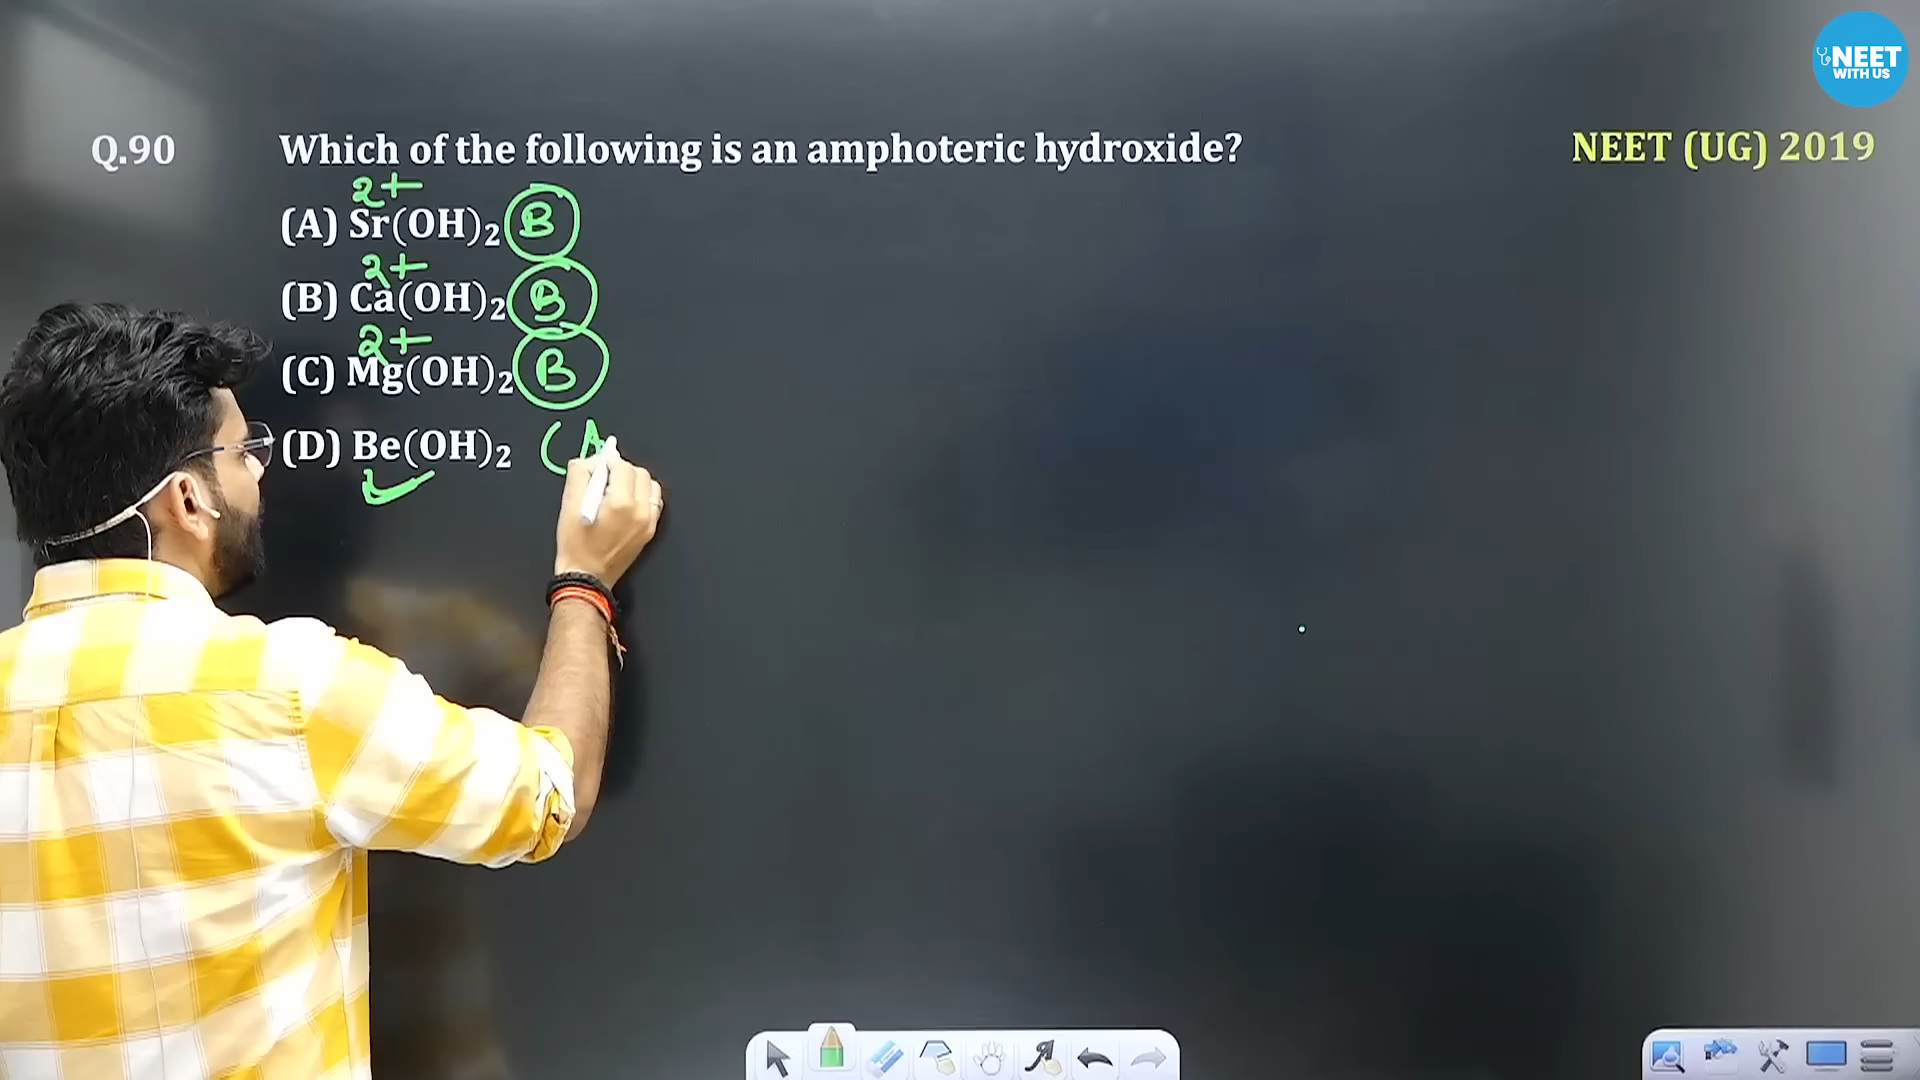 NEET
WITH US
Q.90 Which of the following is an amphoteric hydroxide? NEET (UG) 2019
2+
(A) Sr(OH)₂ B
2+
(B) Ca(OH)₂ B
2+
(C) Mg(OH)₂ B
(D) Be(OH)₂ (A